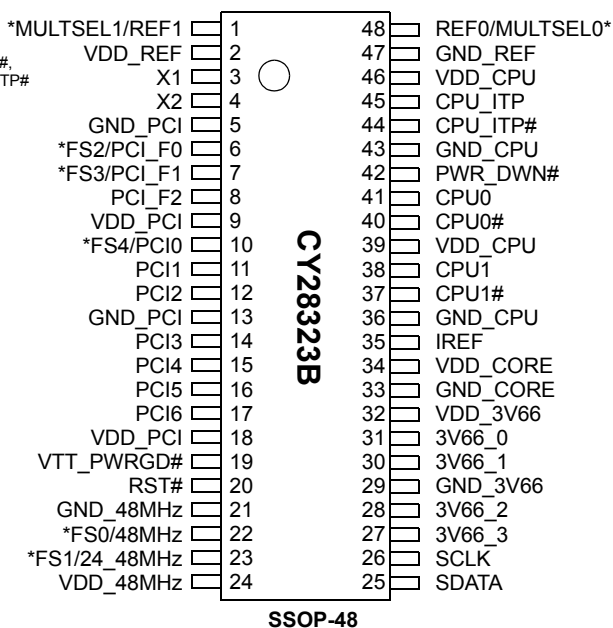 *MULTSEL1/REF1 1 48 REF0/MULTSEL0*
VDD_REF 2 47 GND_REF
#,
TP#
X1 3 46 VDD_CPU
X2 4 45 CPU_ITP
GND_PCI 5 44 CPU_ITP#
*FS2/PCI_F0 6 43 GND_CPU
*FS3/PCI_F1 7 42 PWR_DWN#
PCI_F2 8 41 CPU0
VDD_PCI 9 40 CPU0#
*FS4/PCI0 10 39 VDD_CPU
PCI1 11 38 CPU1
PCI2 12 37 CPU1#
GND_PCI 13 36 GND_CPU
PCI3 14 35 IREF
PCI4 15 34 VDD_CORE
PCI5 16 33 GND_CORE
PCI6 17 32 VDD_3V66
VDD_PCI 18 31 3V66_0
VTT_PWRGD# 19 30 3V66_1
RST# 20 29 GND_3V66
GND_48MHz 21 28 3V66_2
*FS0/48MHz 22 27 3V66_3
*FS1/24_48MHz 23 26 SCLK
VDD_48MHz 24 25 SDATA
CY28323B
SSOP-48